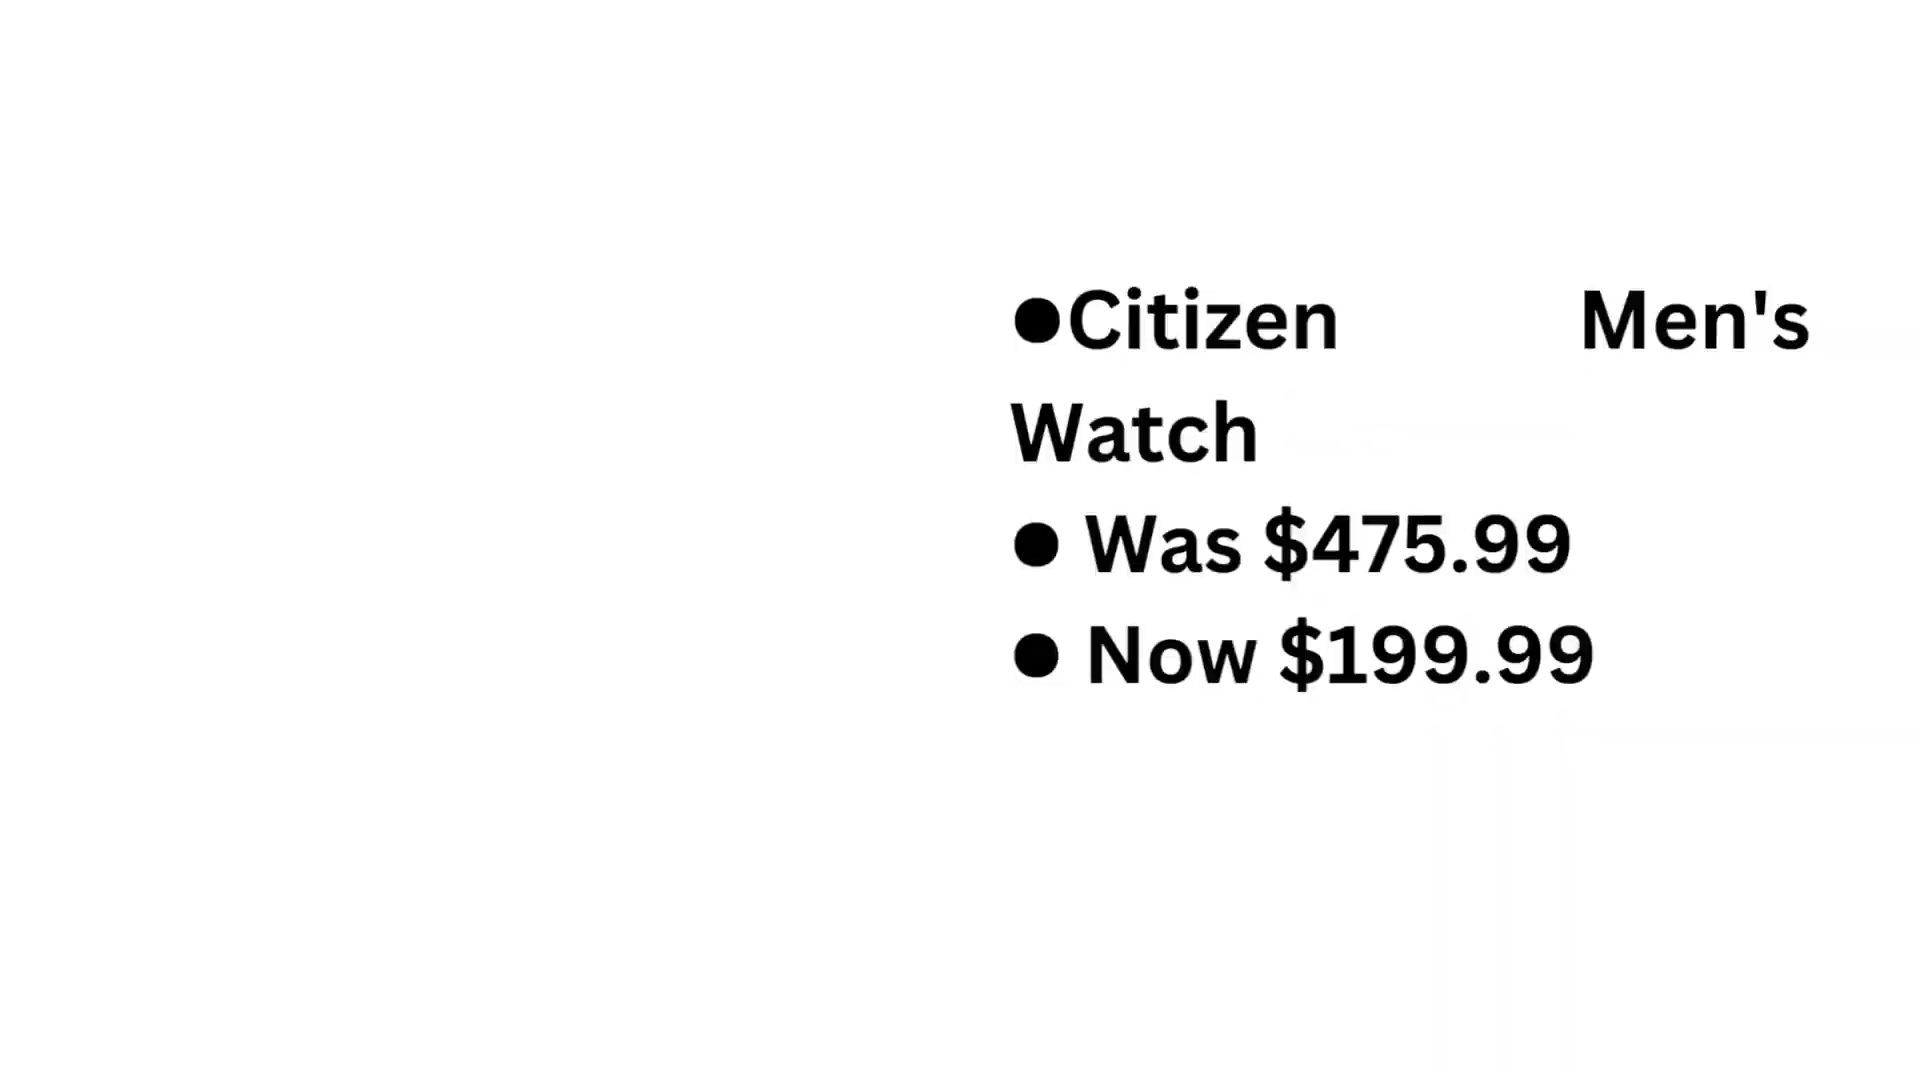 ●Citizen Men's
Watch
● Was $475.99
● Now $199.99